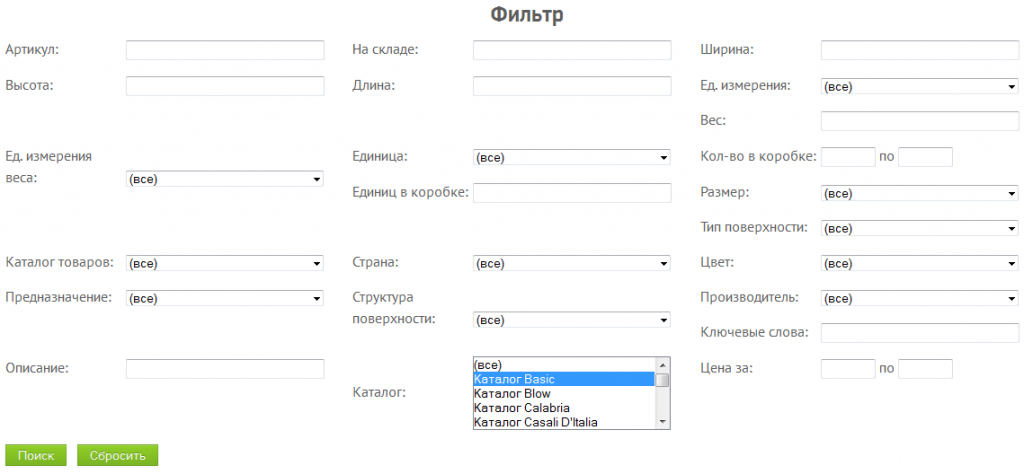 Фильтр
Артикул: На складе: Ширина:
Высота: Длина: Ед. измерения: (все)
Вес:
Ед. измерения Единица: (все) Кол-во в коробке: по
веса: (все)
Единиц в коробке: Размер: (все)
Тип поверхности: (все)
Каталог товаров: (все) Страна: (все) Цвет: (все)
Предназначение: (все) Структура Производитель: (все)
поверхности: (все)
Ключевые слова:
Описание: (все) Цена за: по
Каталог Basic
Каталог: Каталог Blow
Каталог Calabria
Каталог Casali D'Italia
Поиск Сбросить